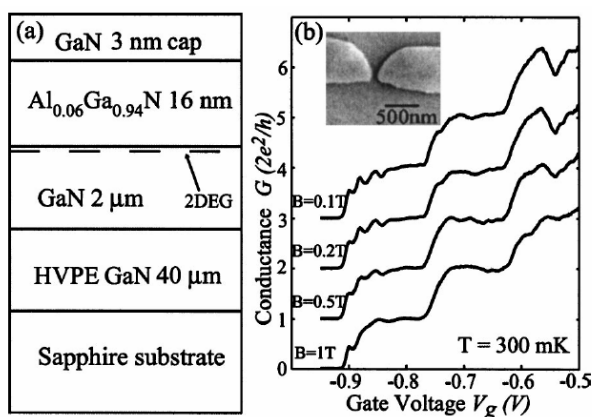 (a)
GaN 3 nm cap
Al0.06Ga0.94N 16 nm
2DEG
GaN 2 μm
HVPE GaN 40 μm
Sapphire substrate
(b)
500nm
Conductance G (2e²/h)
6
5
4
3
2
1
0
B=0.1T
B=0.2T
B=0.5T
B=1T
T = 300 mK
-0.9
-0.8
-0.7
-0.6
-0.5
Gate Voltage Vg (V)